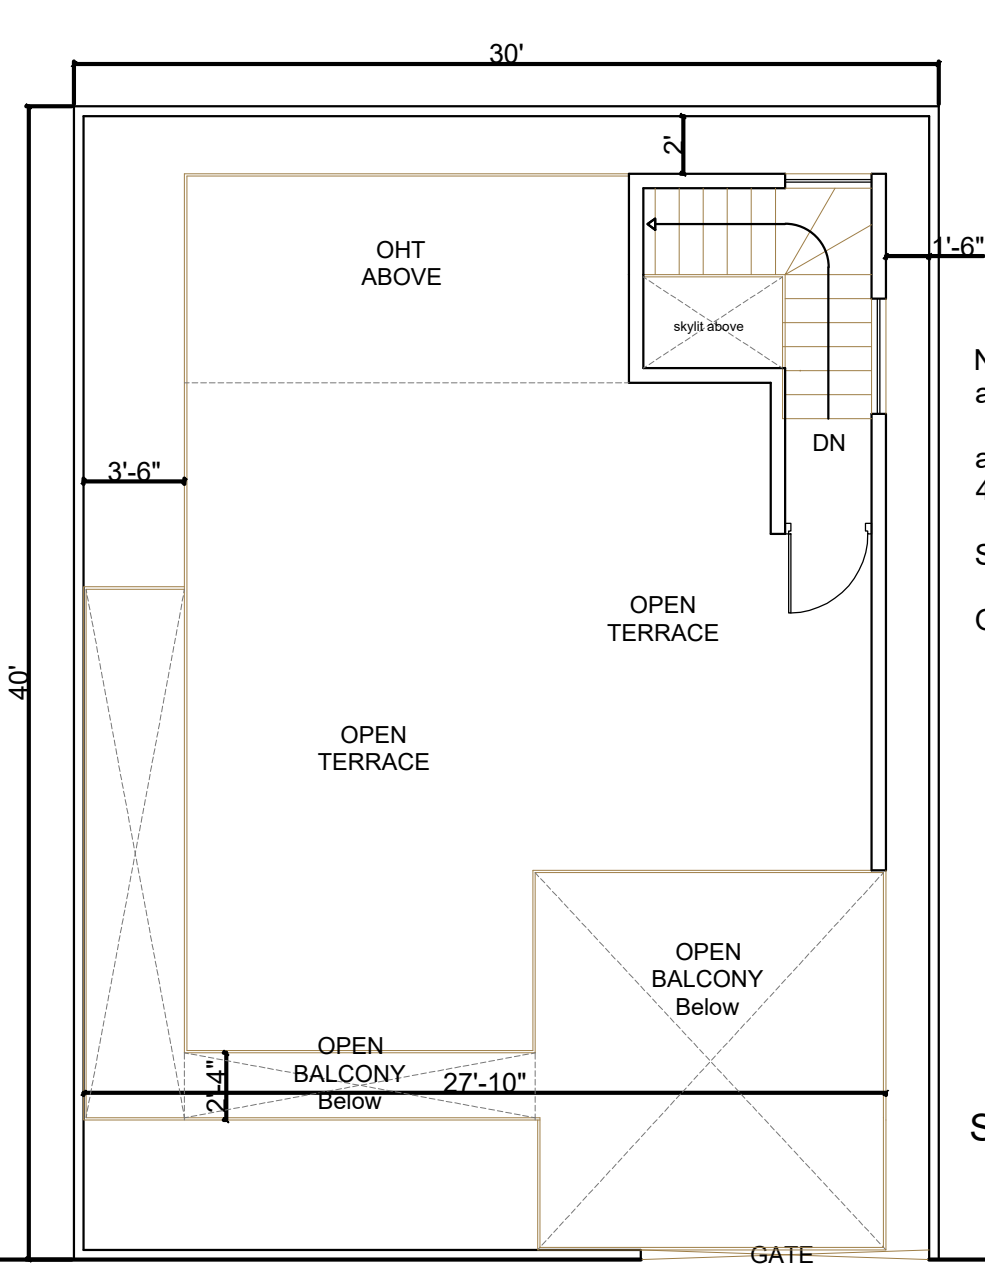 30'
2'
OHT
ABOVE
1'-6"
skylit above
N
a
DN
3'-6"
a
4
S
OPEN
TERRACE
40'
OPEN
TERRACE
OPEN
BALCONY
Below
OPEN
BALCONY
Below
2'-4"
27'-10"
S
GATE